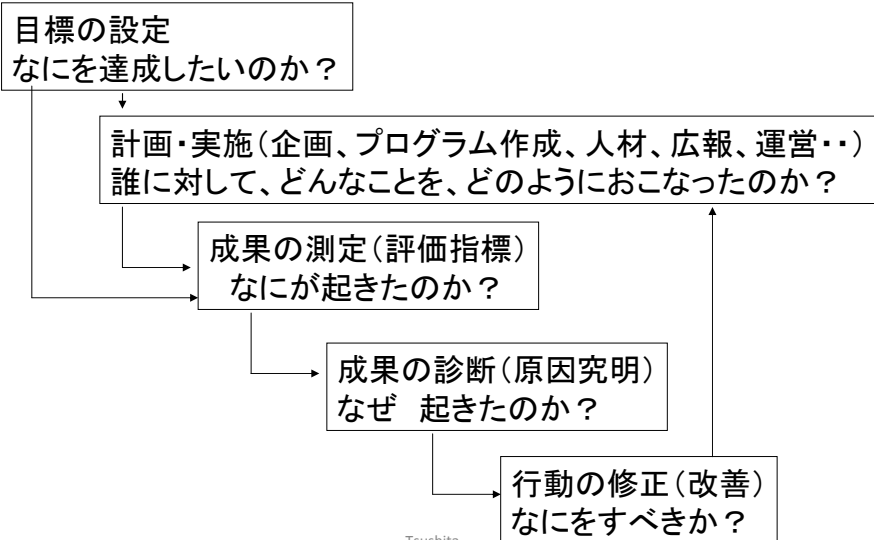 目標の設定
なにを達成したいのか？
計画・実施（企画、プログラム作成、人材、広報、運営・・）
誰に対して、どんなことを、どのようにおこなったのか？
成果の測定（評価指標）
なにが起きたのか？
成果の診断（原因究明）
なぜ　起きたのか？
行動の修正（改善）
なにをすべきか？